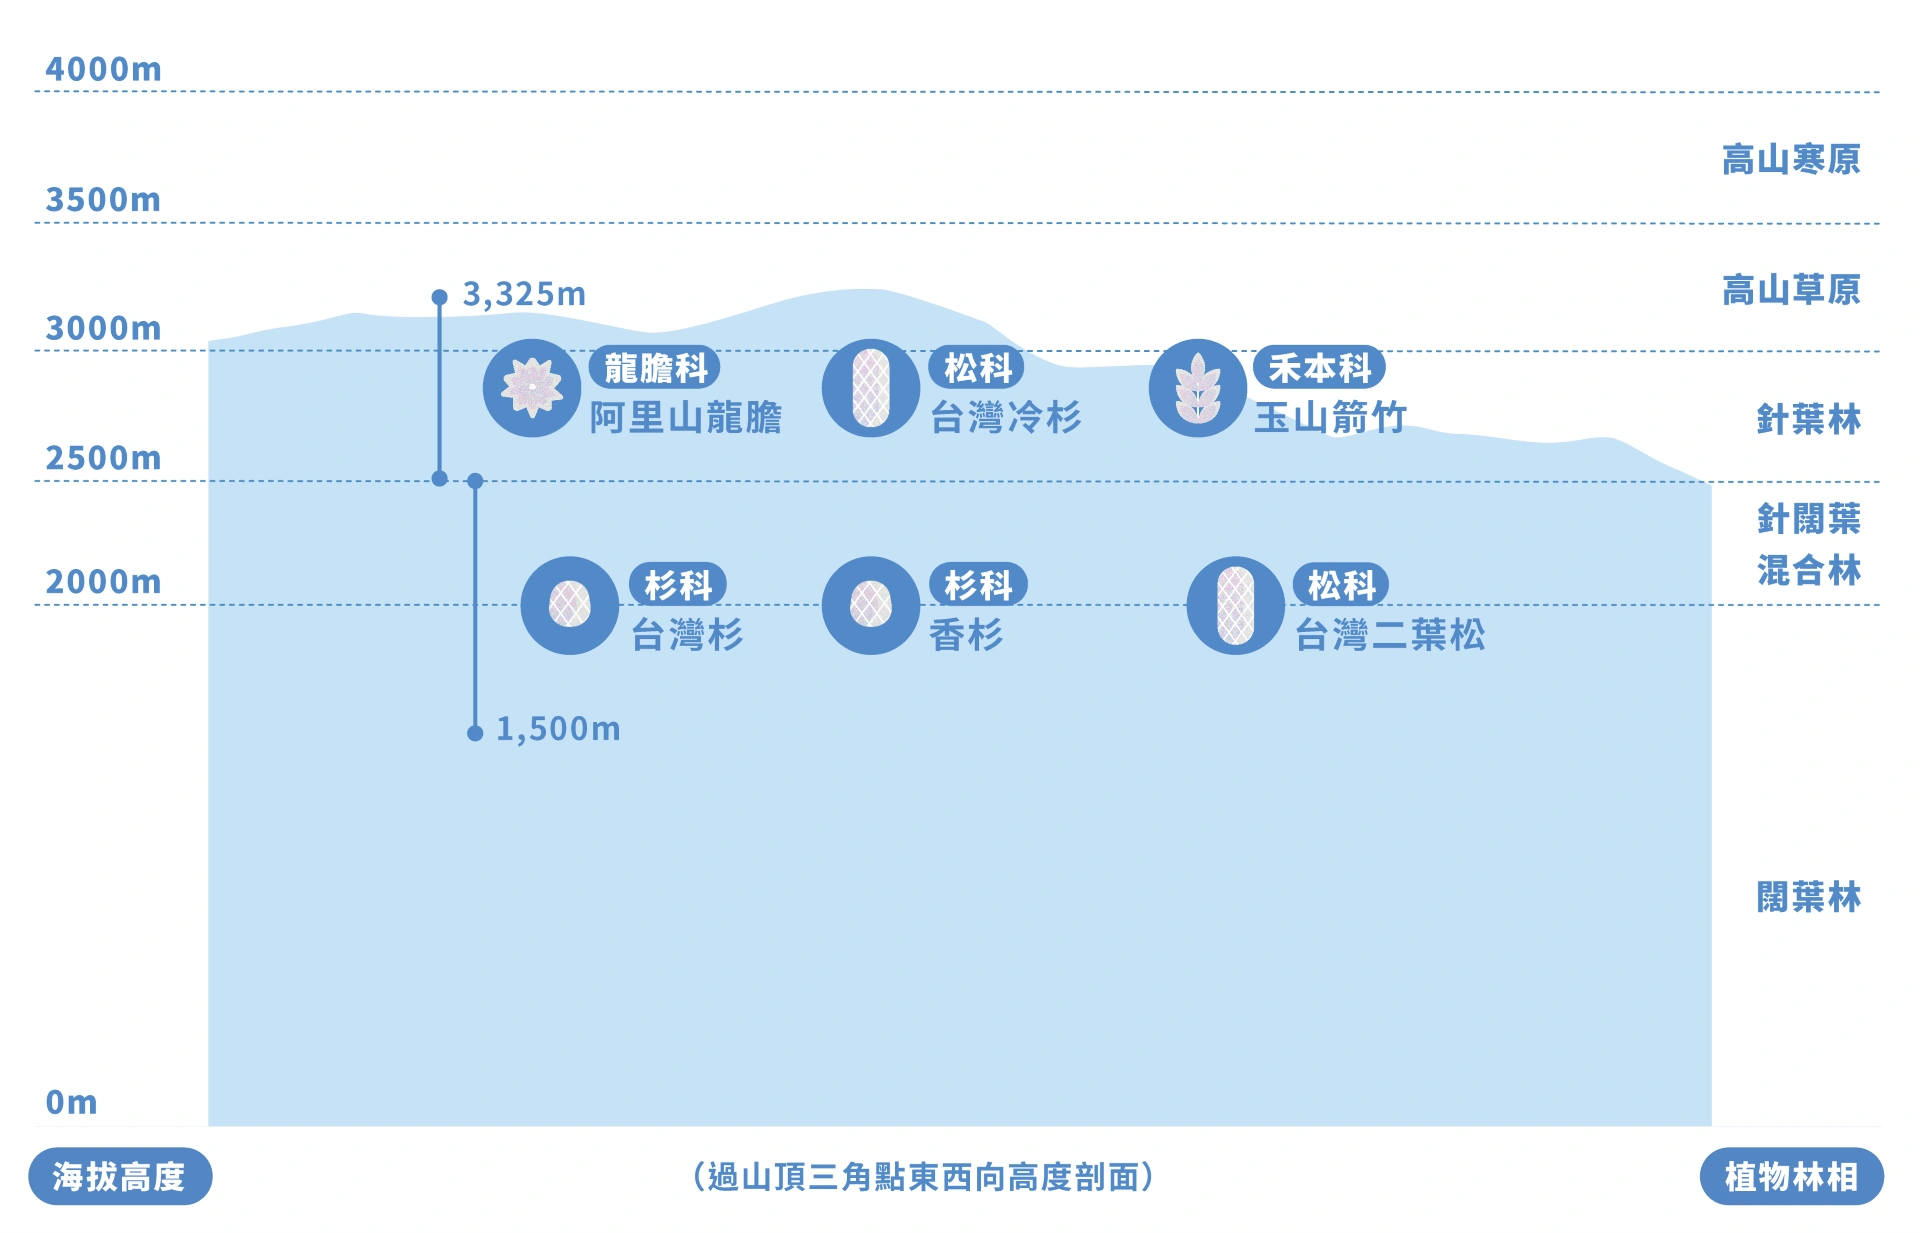 4000m
高山寒原
3500m
高山草原
3,325m
3000m
龍膽科
松科
禾本科
阿里山龍膽
台灣冷杉
玉山箭竹
針葉林
2500m
針闊葉
混合林
2000m
杉科
杉科
松科
台灣杉
香杉
台灣二葉松
1,500m
闊葉林
0m
海拔高度
（過山頂三角點東西向高度剖面）
植物林相